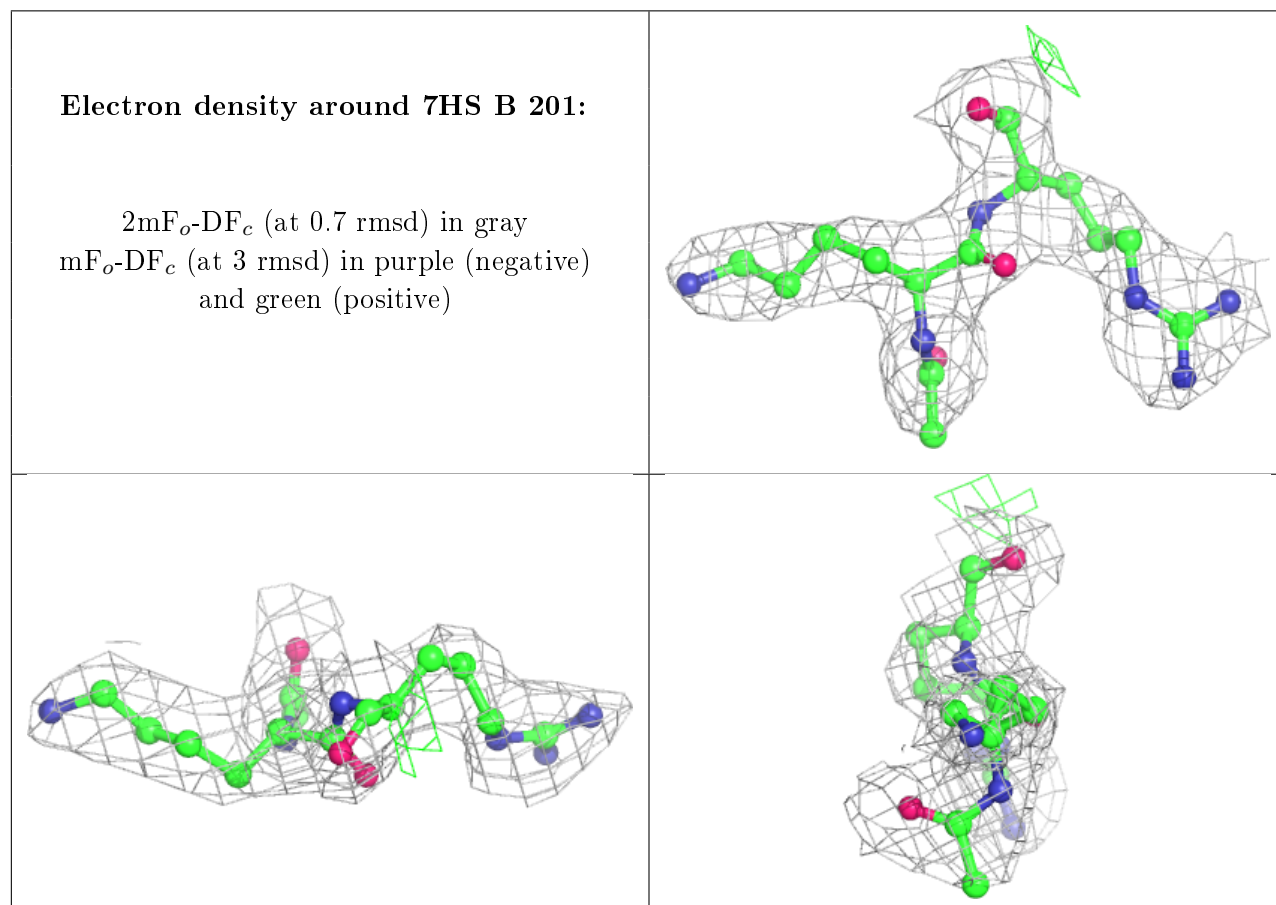 Electron density around 7HS B 201:
2mFo-DFc (at 0.7 rmsd) in gray
mFo-DFc (at 3 rmsd) in purple (negative)
and green (positive)